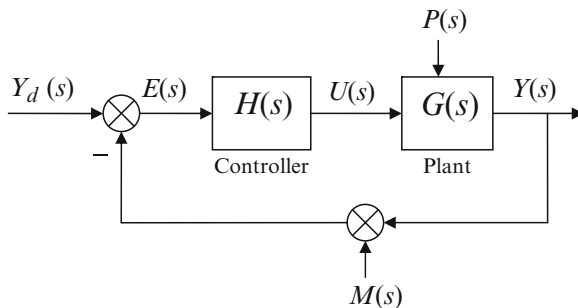 P(s)
Y_d (s)
E(s)
H(s)
U(s)
G(s)
Y(s)
Controller
Plant
−
M(s)